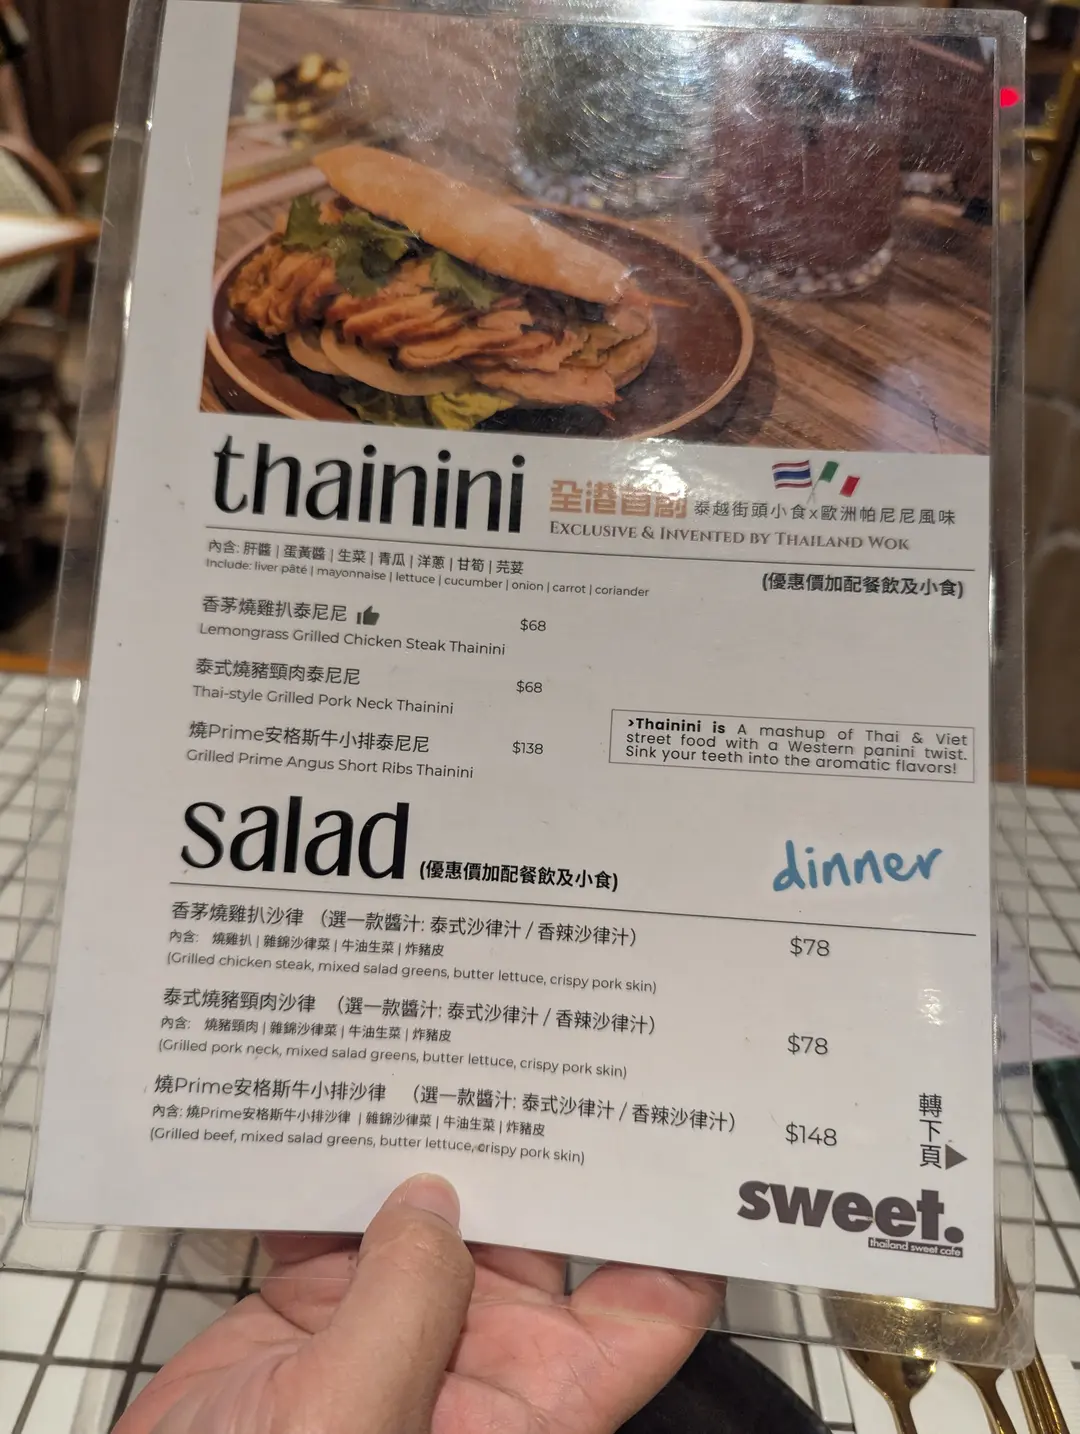 thainini
全港首創 泰越街頭小食x歐洲帕尼尼風味
EXCLUSIVE & INVENTED BY THAILAND WOK
內含: 肝醬 | 蛋黃醬 | 生菜 | 青瓜 | 洋蔥 | 甘筍 | 芫荽
Include: liver pâté | mayonnaise | lettuce | cucumber | onion | carrot | coriander
(優惠價加配餐飲及小食)
香茅燒雞扒泰尼尼 $68
Lemongrass Grilled Chicken Steak Thainini
泰式燒豬頸肉泰尼尼 $68
Thai-style Grilled Pork Neck Thainini
燒Prime安格斯牛小排泰尼尼 $138
Grilled Prime Angus Short Ribs Thainini
>Thainini is A mashup of Thai & Viet
street food with a Western panini twist.
Sink your teeth into the aromatic flavors!
salad (優惠價加配餐飲及小食)
dinner
香茅燒雞扒沙律 （選一款醬汁: 泰式沙律汁 / 香辣沙律汁） $78
內含: 燒雞扒 | 雜錦沙律菜 | 牛油生菜 | 炸豬皮
(Grilled chicken steak, mixed salad greens, butter lettuce, crispy pork skin)
泰式燒豬頸肉沙律 （選一款醬汁: 泰式沙律汁 / 香辣沙律汁） $78
內含: 燒豬頸肉 | 雜錦沙律菜 | 牛油生菜 | 炸豬皮
(Grilled pork neck, mixed salad greens, butter lettuce, crispy pork skin)
燒Prime安格斯牛小排沙律 （選一款醬汁: 泰式沙律汁 / 香辣沙律汁） $148
內含: 燒Prime安格斯牛小排沙律 | 雜錦沙律菜 | 牛油生菜 | 炸豬皮
(Grilled beef, mixed salad greens, butter lettuce, crispy pork skin)
轉下頁
sweet.
thailand sweet cafe